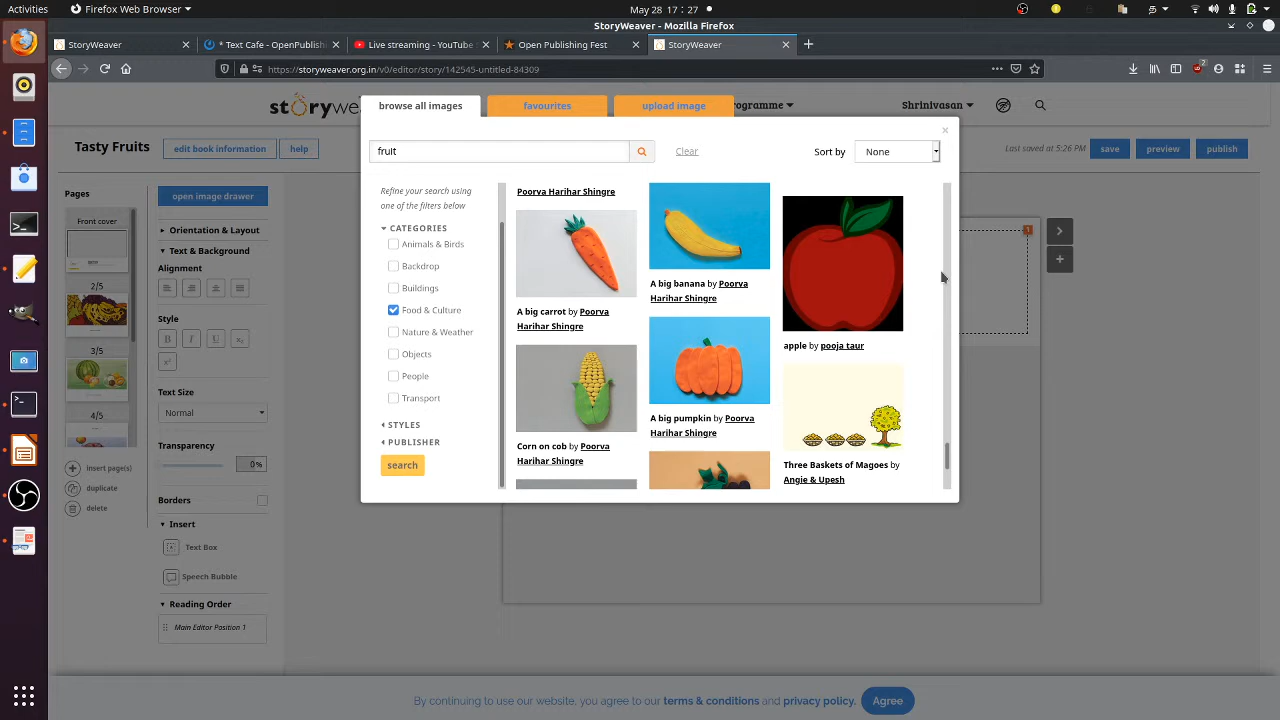 Activities
Firefox Web Browser
May 28 17:27
StoryWeaver - Mozilla Firefox
StoryWeaver
* Text Cafe - OpenPublishi
Live streaming - YouTube
Open Publishing Fest
StoryWeaver
https://storyweaver.org.in/v0/editor/story/142545-untitled-84309
2
storywe
rogramme
Shrinivasan
Tasty Fruits
edit book information
help
Last saved at 5:26 PM
save
preview
publish
browse all images
favourites
upload image
×
fruit
Clear
Sort by
None
Refine your search using
one of the filters below
CATEGORIES
Animals & Birds
Backdrop
Buildings
Food & Culture
Nature & Weather
Objects
People
Transport
STYLES
PUBLISHER
search
Poorva Harihar Shingre
A big carrot by Poorva
Harihar Shingre
Corn on cob by Poorva
Harihar Shingre
A big banana by Poorva
Harihar Shingre
A big pumpkin by Poorva
Harihar Shingre
apple by pooja taur
Three Baskets of Magoes by
Angie & Upesh
Pages
Front cover
2/5
3/5
4/5
insert page(s)
duplicate
delete
open image drawer
Orientation & Layout
Text & Background
Alignment
Style
B
I
U
x₂
x²
Text Size
Normal
Transparency
0%
Borders
Insert
Text Box
Speech Bubble
Reading Order
Main Editor Position 1
1
By continuing to use our website, you agree to our terms & conditions and privacy policy.
Agree